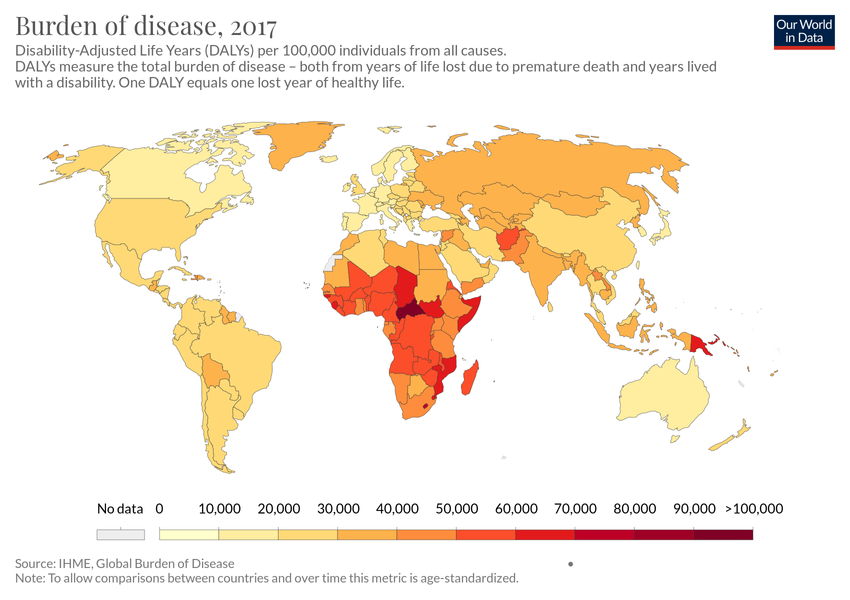 Burden of disease, 2017
Our World
in Data
Disability-Adjusted Life Years (DALYs) per 100,000 individuals from all causes.
DALYs measure the total burden of disease – both from years of life lost due to premature death and years lived
with a disability. One DALY equals one lost year of healthy life.
No data 0 10,000 20,000 30,000 40,000 50,000 60,000 70,000 80,000 90,000 >100,000
Source: IHME, Global Burden of Disease
Note: To allow comparisons between countries and over time this metric is age-standardized.